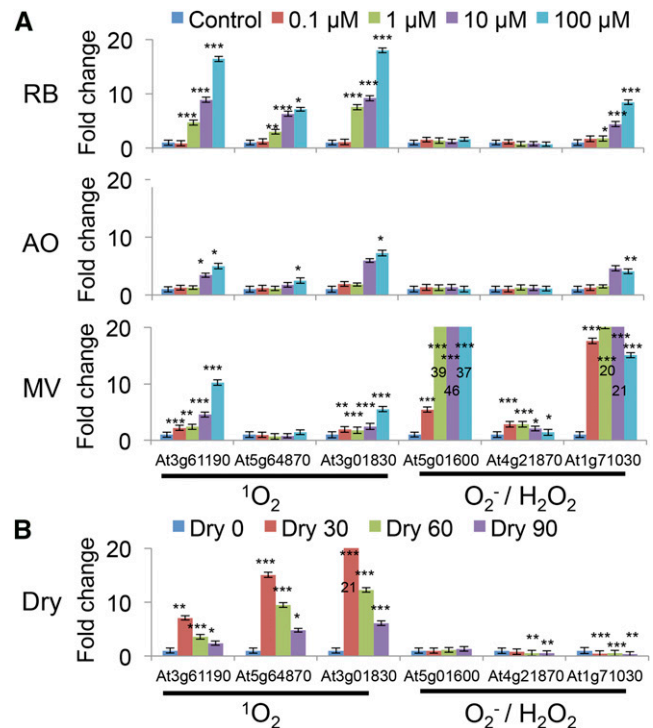 A Control 0.1 µM 1 µM 10 µM 100 µM
RB
Fold change
20
10
0
*** *** *** *** ** *** * *** *** *** * *** ***
AO
Fold change
20
10
0
* * * * **
MV
Fold change
20
10
0
*** ** *** *** ** *** *** *** *** *** *** *** *** *** * * *** *** *** ***
39 46 37 20 21
At3g61190 At5g64870 At3g01830 At5g01600 At4g21870 At1g71030
¹O₂ O₂⁻ / H₂O₂
B Dry 0 Dry 30 Dry 60 Dry 90
Dry
Fold change
20
10
0
** *** * *** *** * *** *** *** ** ** *** *** **
21
At3g61190 At5g64870 At3g01830 At5g01600 At4g21870 At1g71030
¹O₂ O₂⁻ / H₂O₂